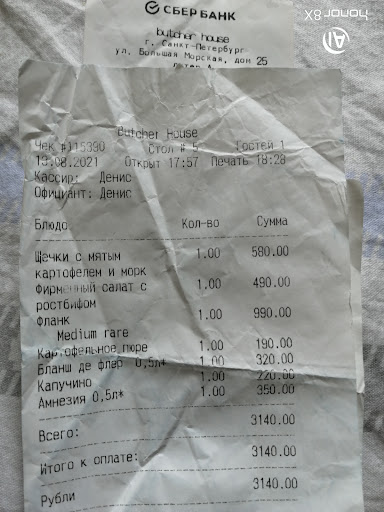 СБЕРБАНК
butcher house
г. Санкт-Петербург
ул. Большая Морская, дом 25
honor 8X
AI
Butcher House
Чек #115390 Стол # 5 Гостей 1
13.08.2021 Открыт 17:57 Печать 18:28
Кассир: Денис
Официант: Денис
Блюдо Кол-во Сумма
Щечки с мятым 1.00 580.00
картофелем и морк
Фирменный салат с 1.00 490.00
ростбифом
Фланк 1.00 990.00
Medium rare
Картофельное пюре 1.00 190.00
Бланш де флер 0,5л* 1.00 320.00
Капучино 1.00 220.00
Амнезия 0,5л* 1.00 350.00
Всего: 3140.00
Итого к оплате: 3140.00
Рубли 3140.00